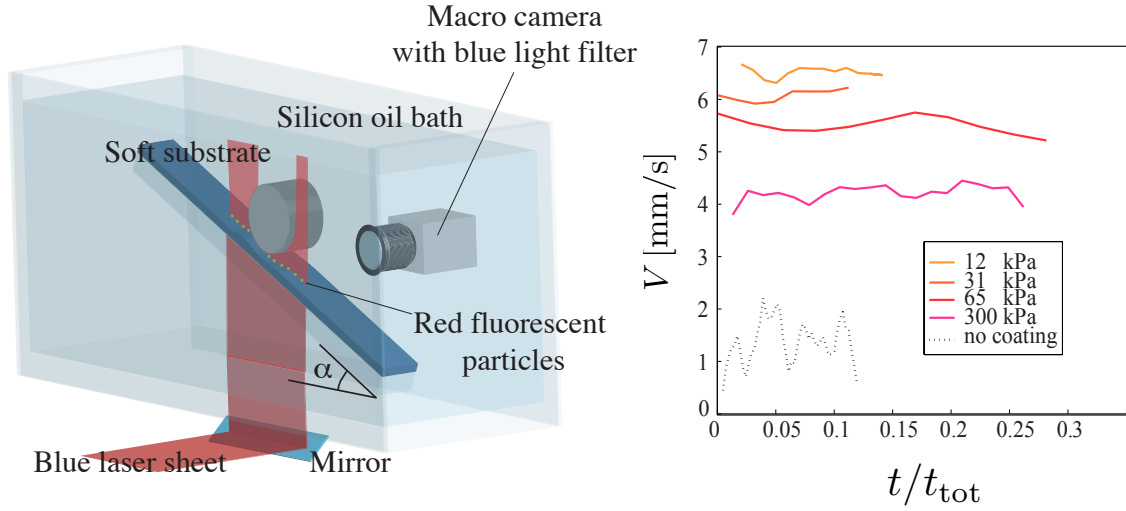 Macro camera
with blue light filter
Silicon oil bath
Soft substrate
Red fluorescent
particles
α
Blue laser sheet
Mirror
7
6
5
4
3
2
1
0
V [mm/s]
12 kPa
31 kPa
65 kPa
300 kPa
no coating
0 0.05 0.1 0.15 0.2 0.25 0.3
t/t_tot